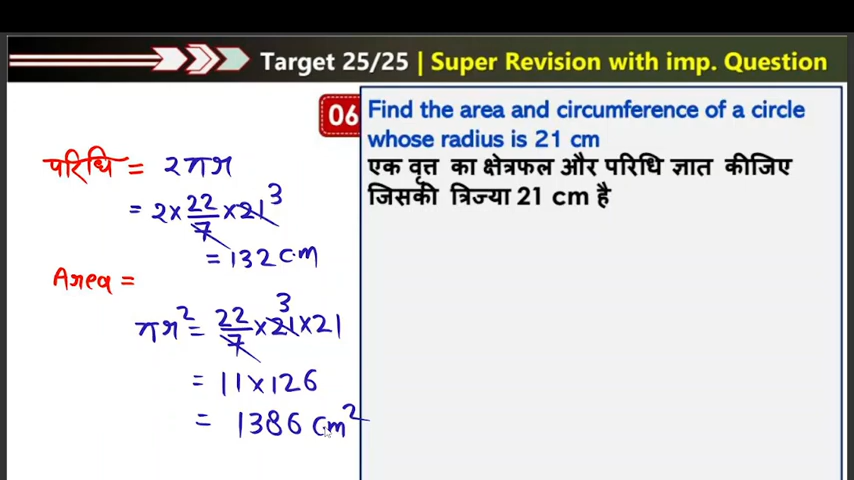 Target 25/25 | Super Revision with imp. Question
06
Find the area and circumference of a circle
whose radius is 21 cm
एक वृत्त का क्षेत्रफल और परिधि ज्ञात कीजिए
जिसकी त्रिज्या 21 cm है
परिधि = 2πr
= 2 × 22/7 × 21 3
= 132 cm
Area =
πr² = 22/7 × 21 3 × 21
= 11 × 126
= 1386 cm²